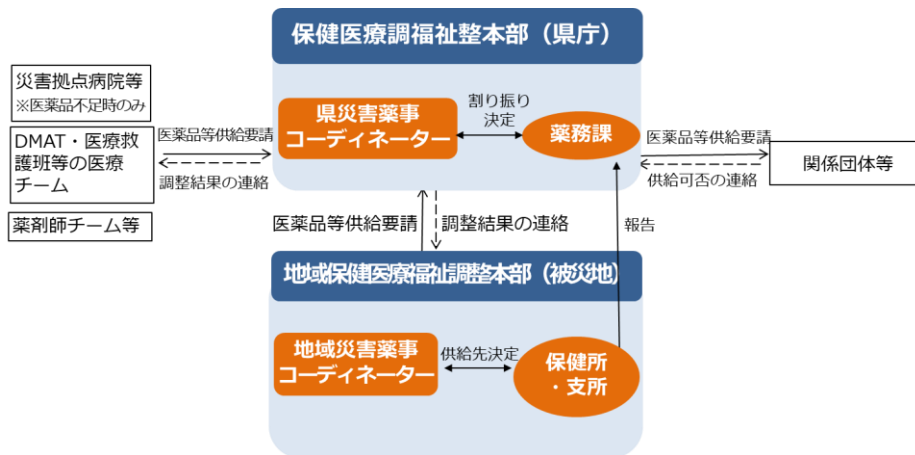 保健医療調福祉整本部（県庁）
災害拠点病院等
※医薬品不足時のみ
DMAT・医療救
護班等の医療
チーム
薬剤師チーム等
医薬品等供給要請
調整結果の連絡
県災害薬事
コーディネーター
割り振り
決定
薬務課
医薬品等供給要請
供給可否の連絡
関係団体等
医薬品等供給要請
調整結果の連絡
報告
地域保健医療福祉調整本部（被災地）
地域災害薬事
コーディネーター
供給先決定
保健所
・支所